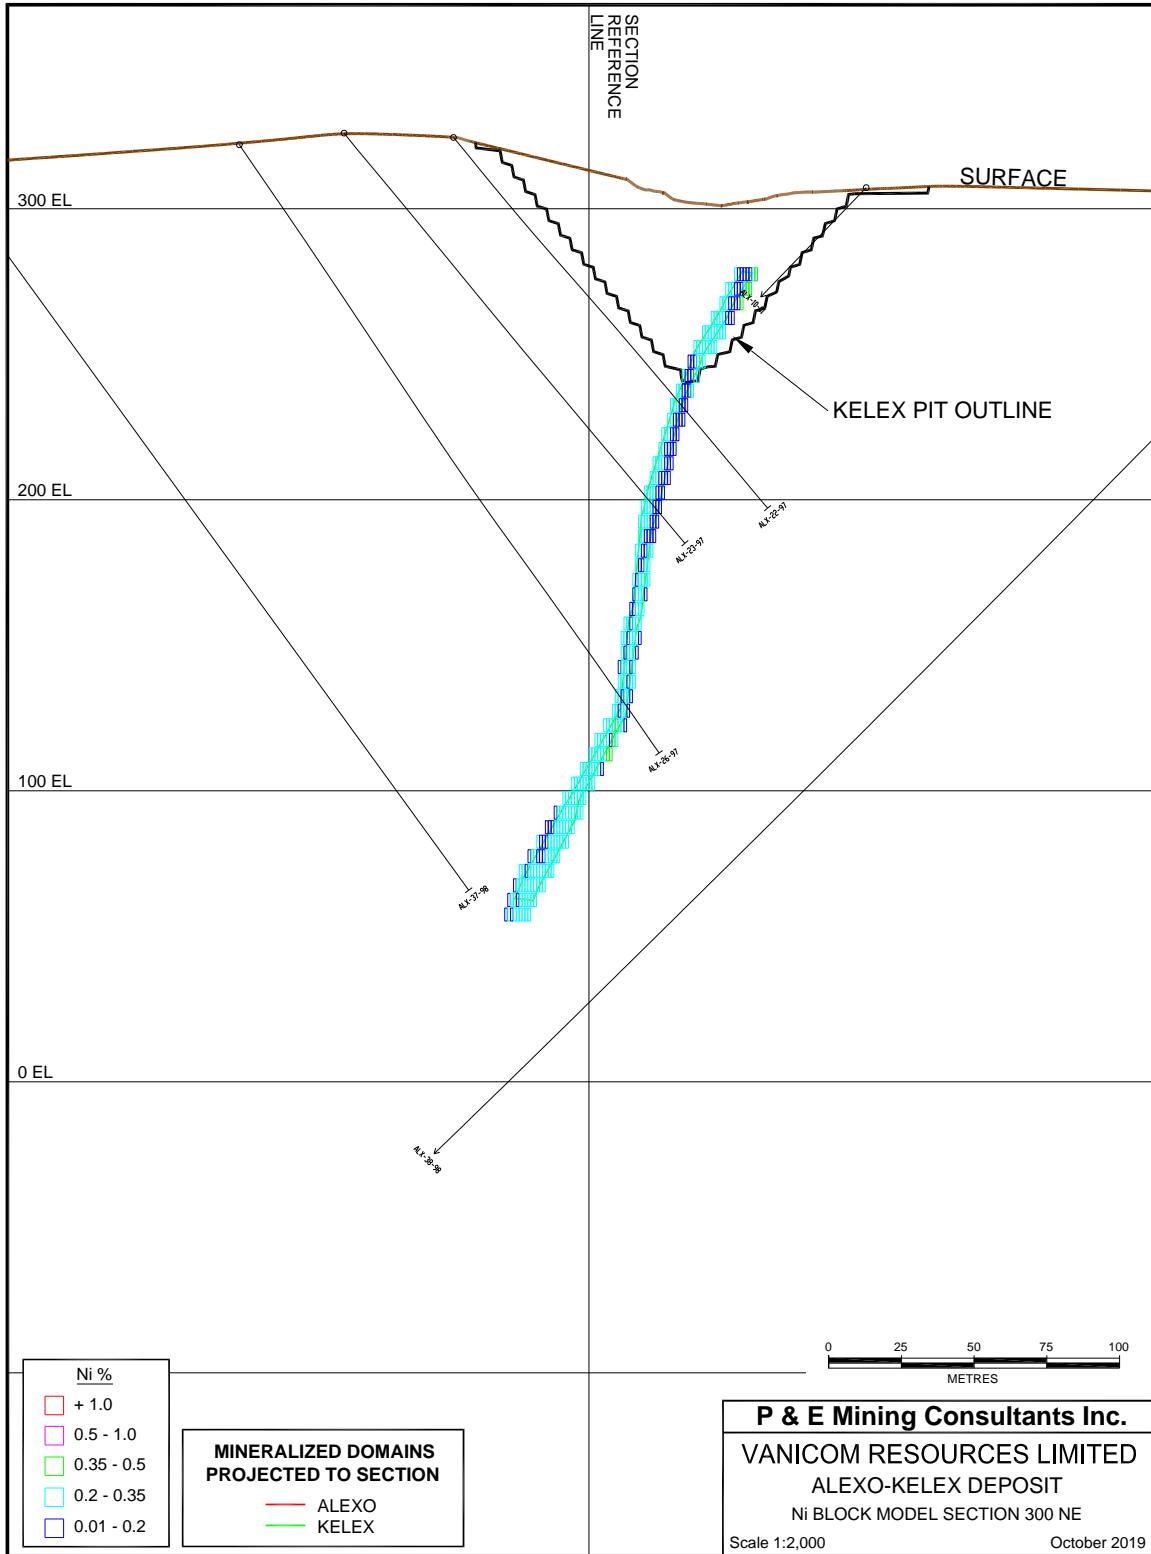 SECTION
REFERENCE
LINE
SURFACE
300 EL
ALX-10-
KELEX PIT OUTLINE
200 EL
ALX-22-97
ALX-23-97
ALX-26-97
100 EL
ALX-37-98
0 EL
ALX-38-98
0 25 50 75 100
METRES
Ni %
+ 1.0
0.5 - 1.0
0.35 - 0.5
0.2 - 0.35
0.01 - 0.2
MINERALIZED DOMAINS
PROJECTED TO SECTION
ALEXO
KELEX
P & E Mining Consultants Inc.
VANICOM RESOURCES LIMITED
ALEXO-KELEX DEPOSIT
Ni BLOCK MODEL SECTION 300 NE
Scale 1:2,000 October 2019